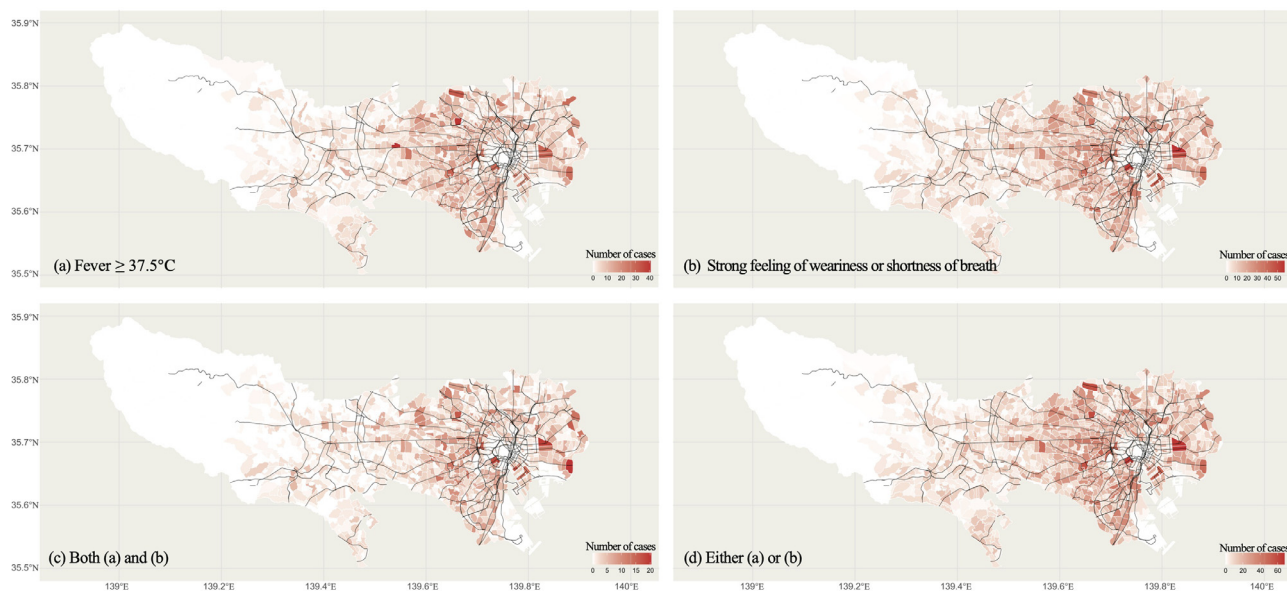 35.9°N
35.8°N
35.7°N
35.6°N
35.5°N
(a) Fever ≥ 37.5°C
Number of cases
0 10 20 30 40
(b) Strong feeling of weariness or shortness of breath
Number of cases
0 10 20 30 40 50
35.9°N
35.8°N
35.7°N
35.6°N
35.5°N
(c) Both (a) and (b)
Number of cases
0 5 10 15 20
(d) Either (a) or (b)
Number of cases
0 20 40 60
139°E 139.2°E 139.4°E 139.6°E 139.8°E 140°E
139°E 139.2°E 139.4°E 139.6°E 139.8°E 140°E